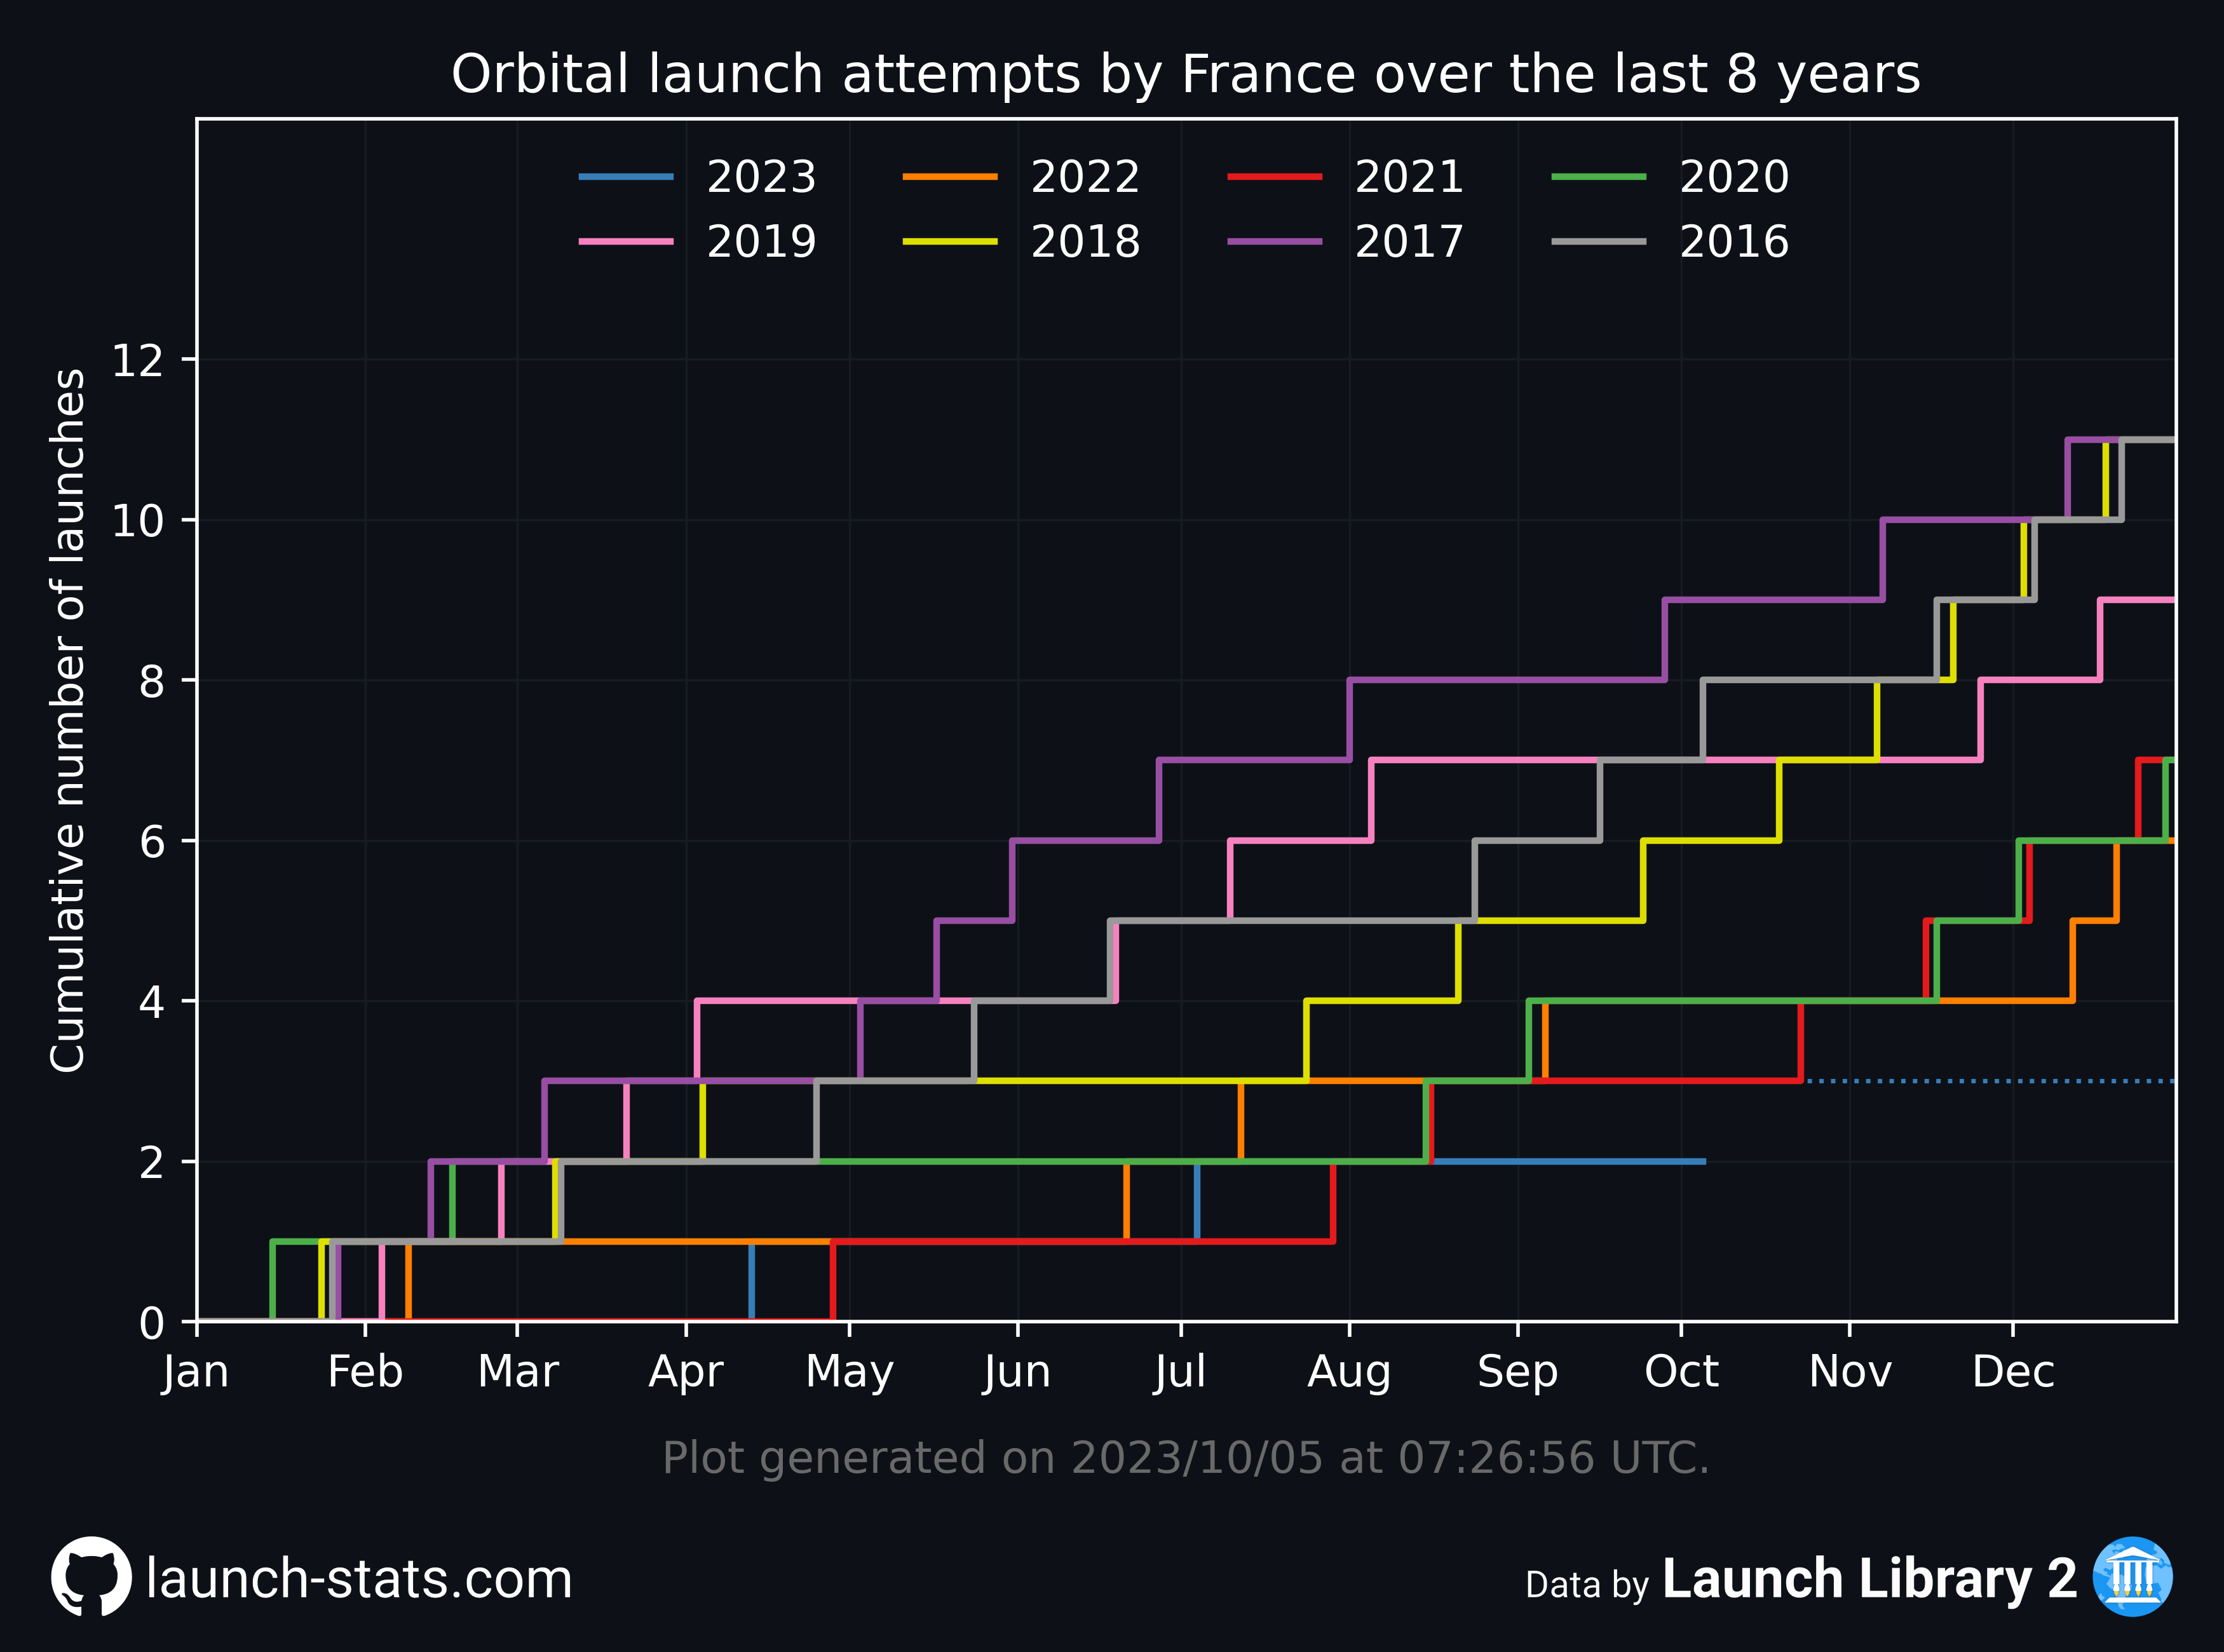 Orbital launch attempts by France over the last 8 years
2023 2022 2021 2020
2019 2018 2017 2016
Cumulative number of launches
12
10
8
6
4
2
0
Jan Feb Mar Apr May Jun Jul Aug Sep Oct Nov Dec
Plot generated on 2023/10/05 at 07:26:56 UTC.
launch-stats.com
Data by Launch Library 2